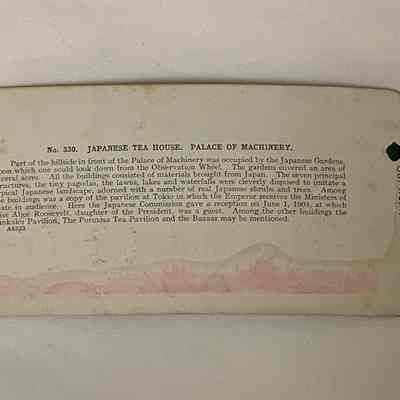 No. 330. JAPANESE TEA HOUSE. PALACE OF MACHINERY.
Part of the hillside in front of the Palace of Machinery was occupied by the Japanese Gardens,
upon which one could look down from the Observation Wheel. The gardens covered an area of
several acres. All the buildings consisted of materials brought from Japan. The seven principal
structures, the tiny pagodas, the lawns, lakes and waterfalls were cleverly disposed to imitate a
typical Japanese landscape, adorned with a number of real Japanese shrubs and trees. Among
the buildings was a copy of the pavilion at Tokio in which the Emperor receives the Ministers of
State in audience. Here the Japanese Commission gave a reception on June 1, 1904, at which
Miss Alice Roosevelt, daughter of the President, was a guest. Among the other buildings the
Pavilion, The Formosa Tea Pavilion and the Bazaar may be mentioned.